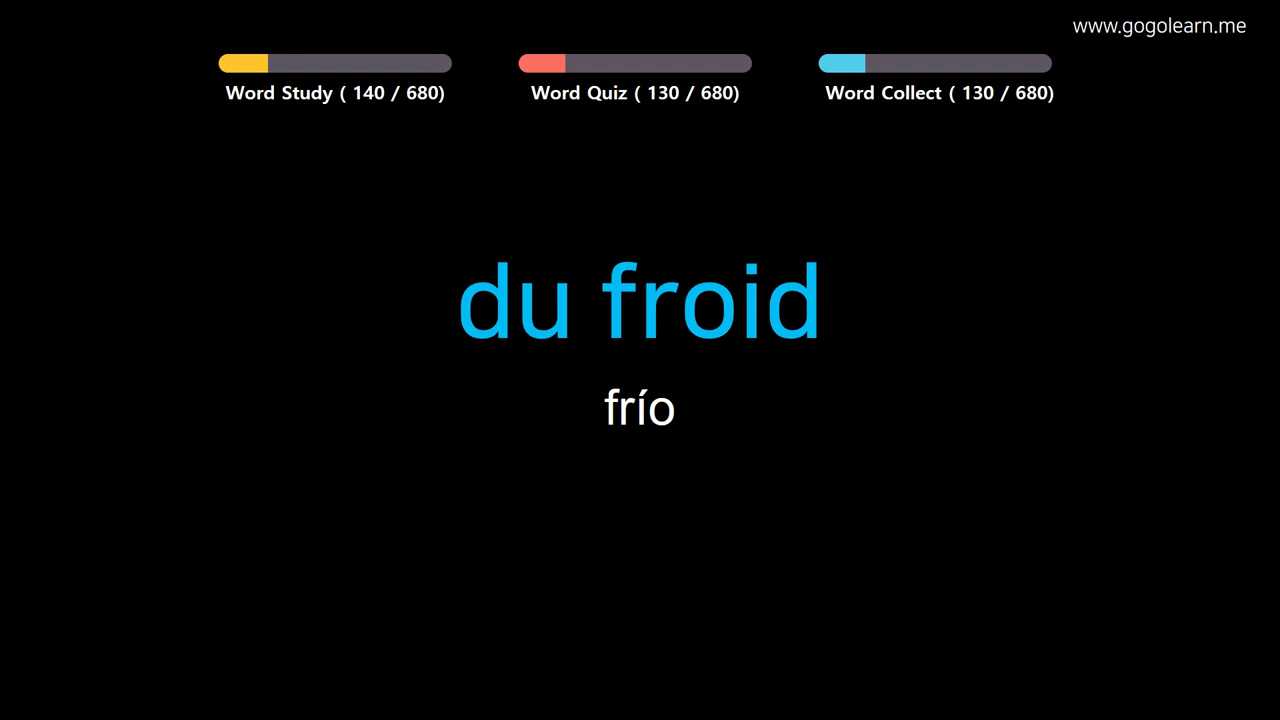 www.gogolearn.me
Word Study ( 140 / 680)
Word Quiz ( 130 / 680)
Word Collect ( 130 / 680)
du froid
frío